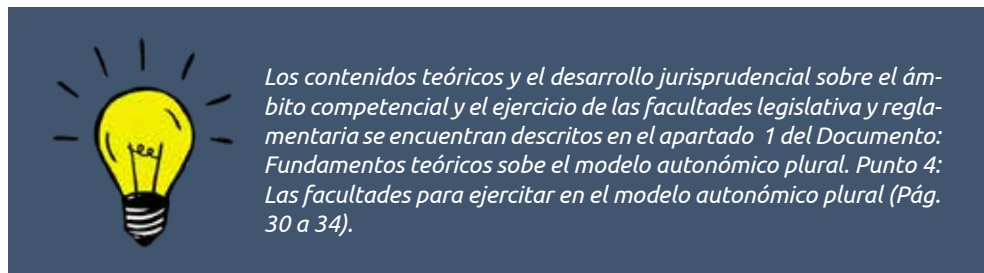 Los contenidos teóricos y el desarrollo jurisprudencial sobre el ám-
bito competencial y el ejercicio de las facultades legislativa y regla-
mentaria se encuentran descritos en el apartado 1 del Documento:
Fundamentos teóricos sobe el modelo autonómico plural. Punto 4:
Las facultades para ejercitar en el modelo autonómico plural (Pág.
30 a 34).